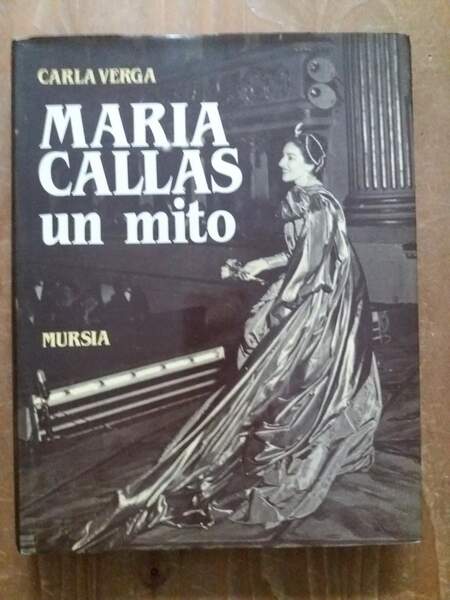 CARLA VERGA
MARIA
CALLAS
un mito
MURSIA